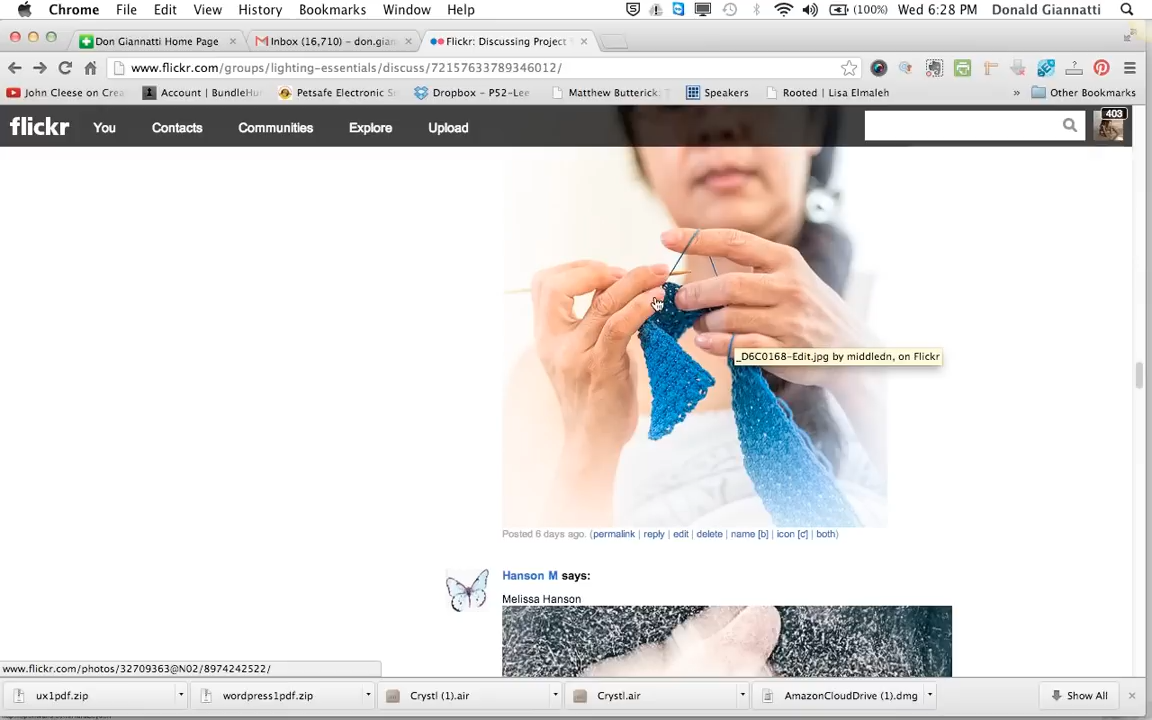 Chrome File Edit View History Bookmarks Window Help (100%) Wed 6:28 PM Donald Giannatti
Don Giannatti Home Page Inbox (16,710) – don.gian Flickr: Discussing Project
www.flickr.com/groups/lighting-essentials/discuss/72157633789346012/
John Cleese on Crea Account | BundleHun Petsafe Electronic Sm Dropbox - P52-Lee Matthew Butterick: Speakers Rooted | Lisa Elmaleh » Other Bookmarks
flickr You Contacts Communities Explore Upload 403
_D6C0168-Edit.jpg by middledn, on Flickr
Posted 6 days ago. (permalink | reply | edit | delete | name [b] | icon [c] | both)
Hanson M says:
Melissa Hanson
www.flickr.com/photos/32709363@N02/8974242522/
ux1pdf.zip wordpress1pdf.zip Crystl (1).air Crystl.air AmazonCloudDrive (1).dmg Show All